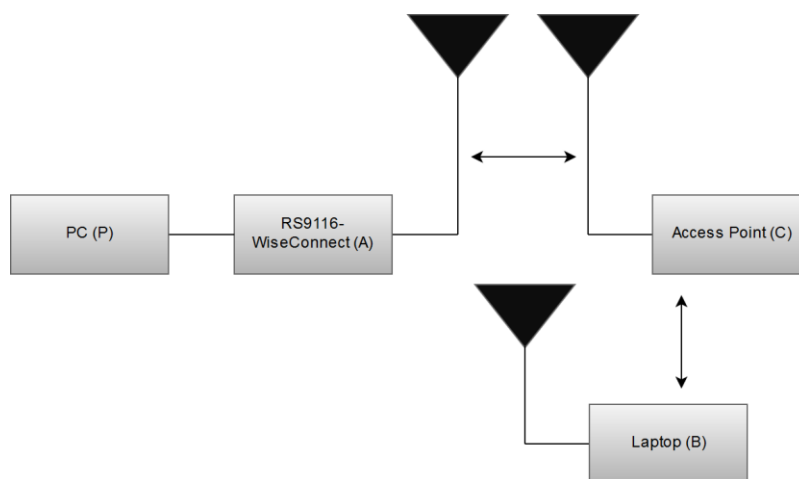 PC (P)
RS9116-
WiseConnect (A)
Access Point (C)
Laptop (B)